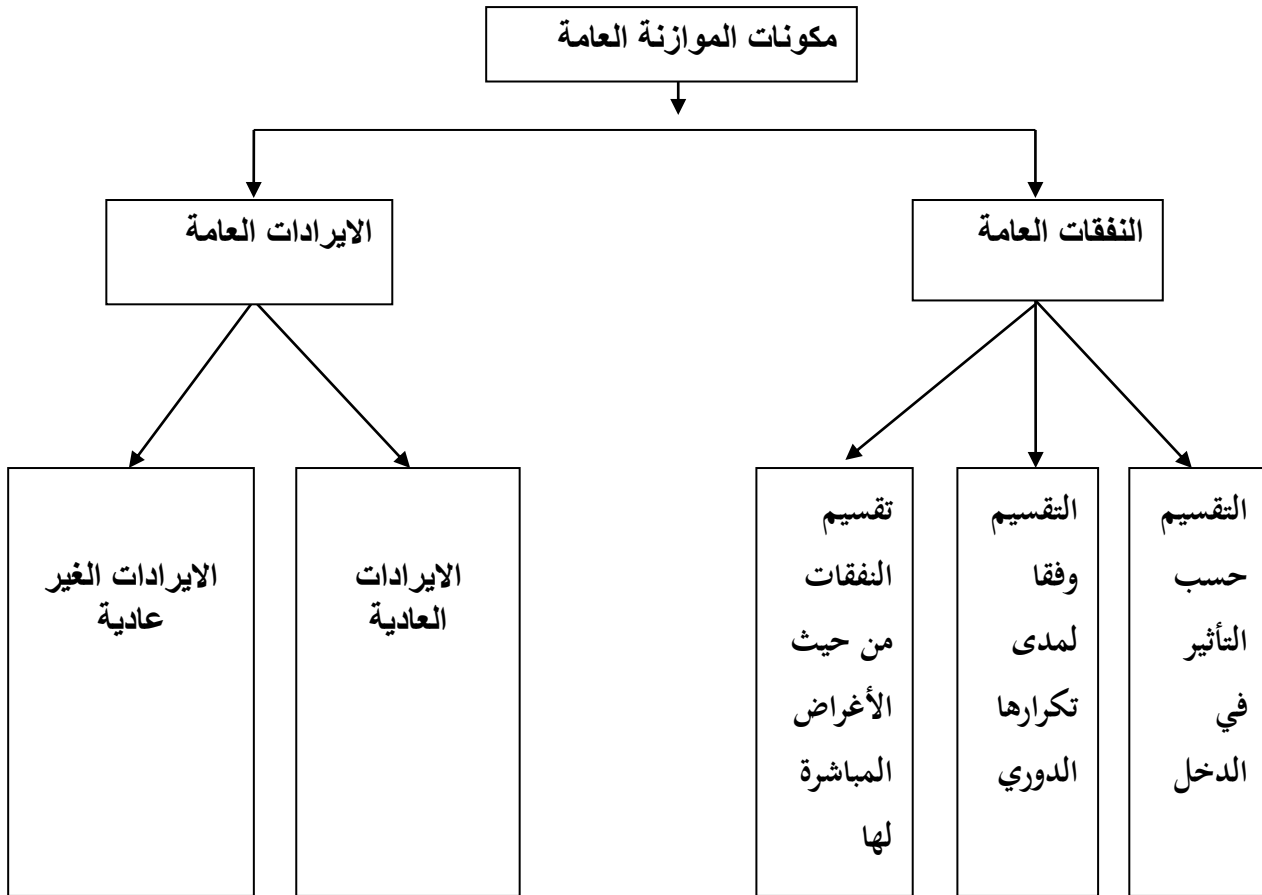 مكونات الموازنة العامة
النفقات العامة
الايرادات العامة
التقسيم
حسب
التأثير
في
الدخل
التقسيم
وفقا
لمدى
تكرارها
الدوري
تقسيم
النفقات
من حيث
الأغراض
المباشرة
لها
الايرادات
العادية
الايرادات الغير
عادية